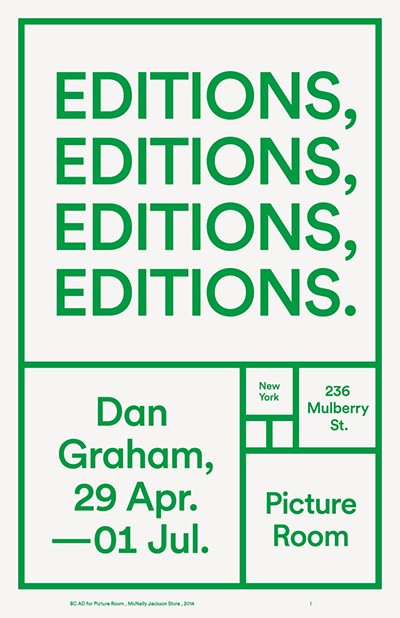 EDITIONS,
EDITIONS,
EDITIONS,
EDITIONS.
Dan
Graham,
29 Apr.
—01 Jul.
New
York
236
Mulberry
St.
Picture
Room
BC AD for Picture Room , McNally Jackson Store , 2014
1